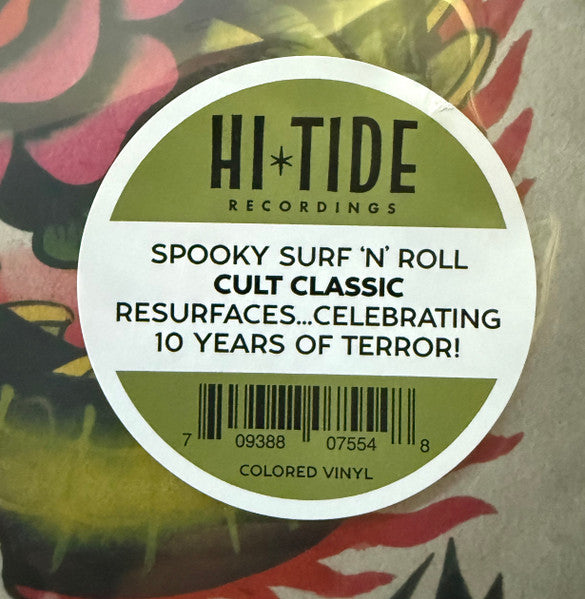 HI★TIDE
RECORDINGS
SPOOKY SURF ‘N’ ROLL
CULT CLASSIC
RESURFACES...CELEBRATING
10 YEARS OF TERROR!
7 09388 07554 8
COLORED VINYL